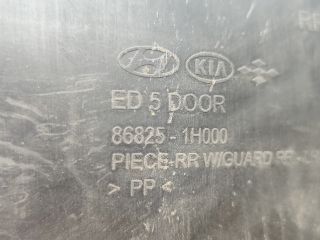 KIA
ED 5 DOOR
86825-1H000
PIECE-RR W/GUARD
> PP <